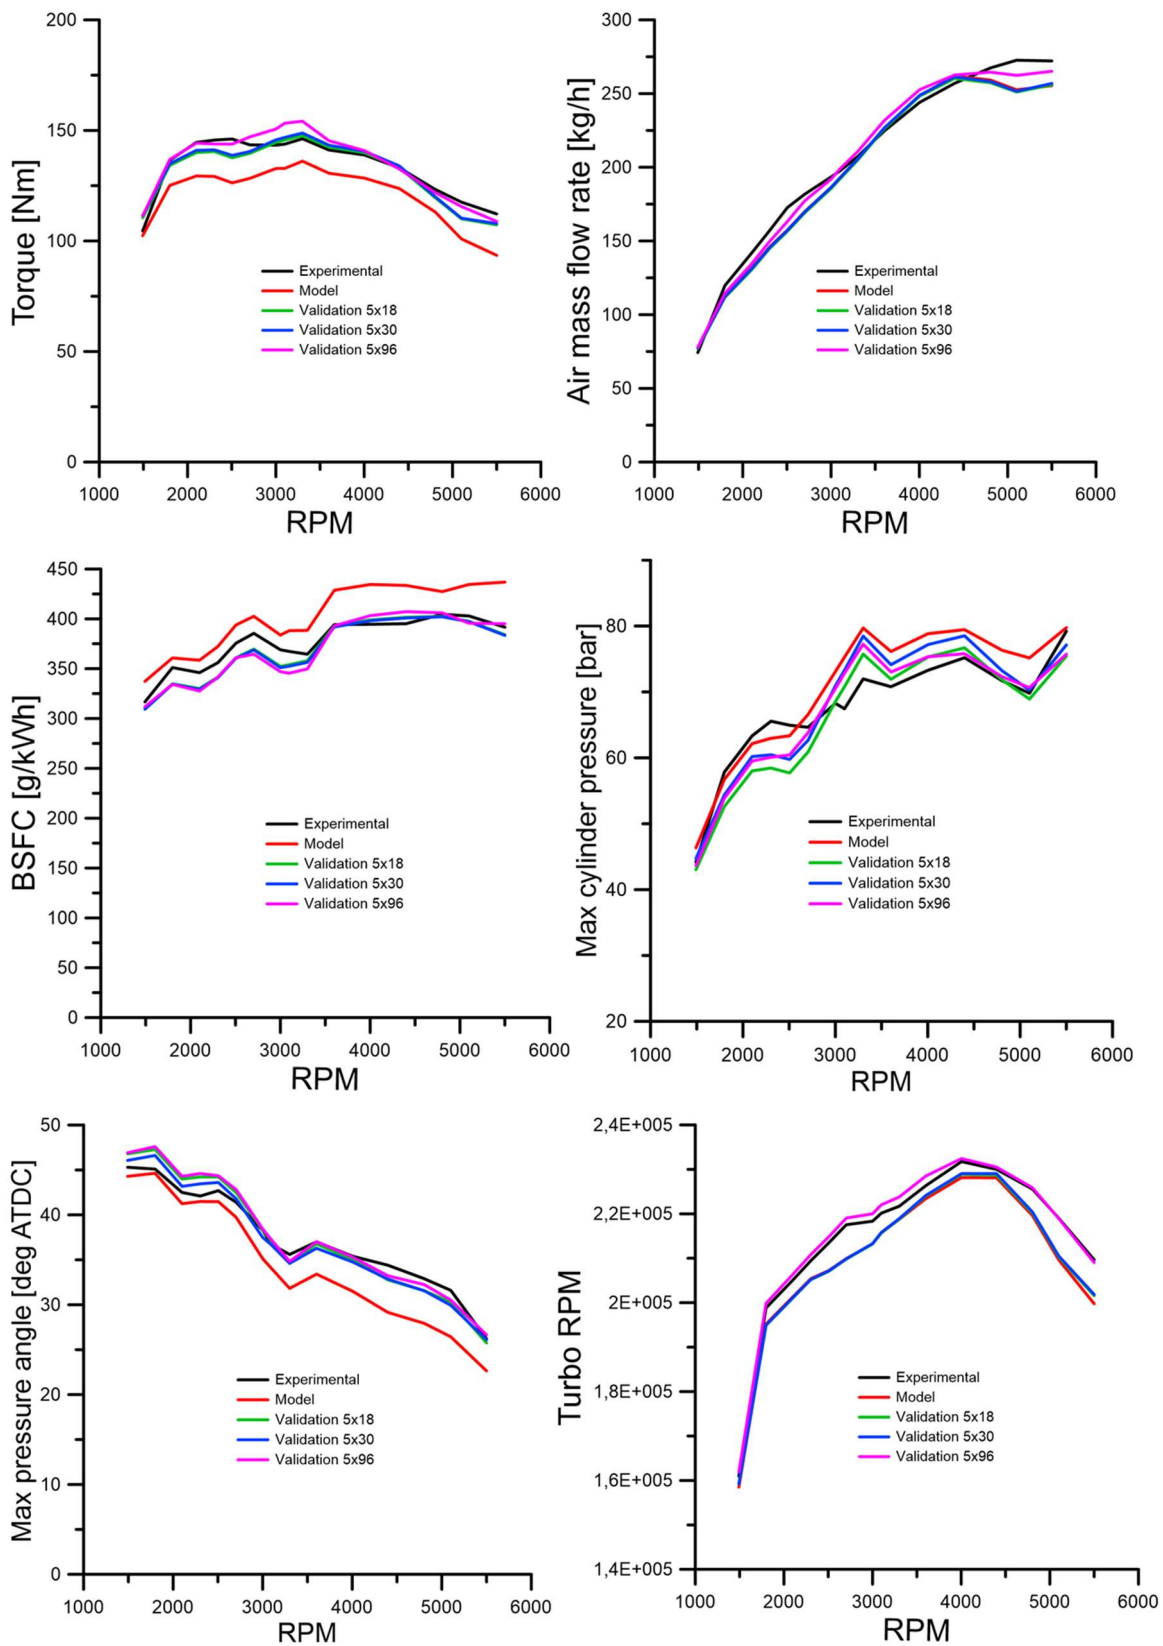 200
150
100
50
0
Torque [Nm]
Experimental
Model
Validation 5x18
Validation 5x30
Validation 5x96
1000 2000 3000 4000 5000 6000
RPM
300
250
200
150
100
50
0
Air mass flow rate [kg/h]
Experimental
Model
Validation 5x18
Validation 5x30
Validation 5x96
1000 2000 3000 4000 5000 6000
RPM
450
400
350
300
250
200
150
100
50
0
BSFC [g/kWh]
Experimental
Model
Validation 5x18
Validation 5x30
Validation 5x96
1000 2000 3000 4000 5000 6000
RPM
80
60
40
20
Max cylinder pressure [bar]
Experimental
Model
Validation 5x18
Validation 5x30
Validation 5x96
1000 2000 3000 4000 5000 6000
RPM
50
40
30
20
10
0
Max pressure angle [deg ATDC]
Experimental
Model
Validation 5x18
Validation 5x30
Validation 5x96
1000 2000 3000 4000 5000 6000
RPM
2,4E+005
2,2E+005
2E+005
1,8E+005
1,6E+005
1,4E+005
Turbo RPM
Experimental
Model
Validation 5x18
Validation 5x30
Validation 5x96
1000 2000 3000 4000 5000 6000
RPM